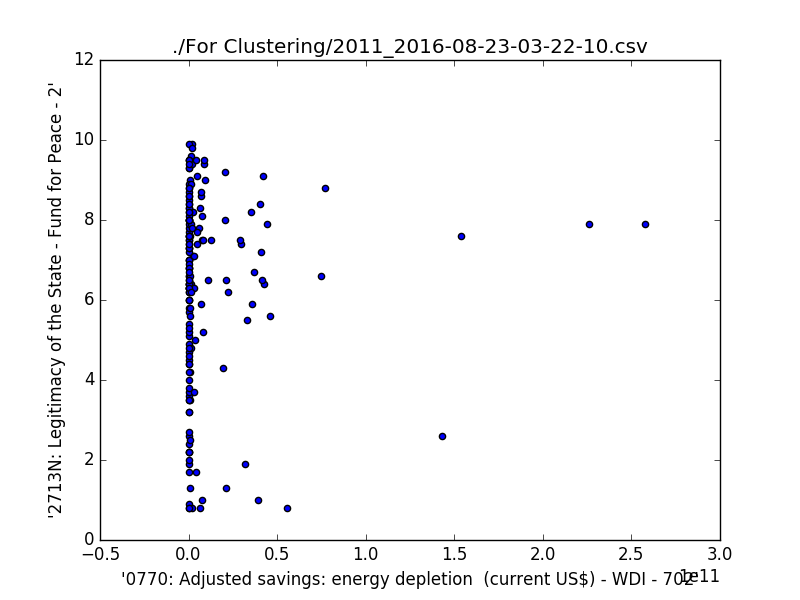 ./For Clustering/2011_2016-08-23-03-22-10.csv
'2713N: Legitimacy of the State - Fund for Peace - 2'
12
10
8
6
4
2
0
−0.5 0.0 0.5 1.0 1.5 2.0 2.5 3.0
1e11
'0770: Adjusted savings: energy depletion (current US$) - WDI - 702'